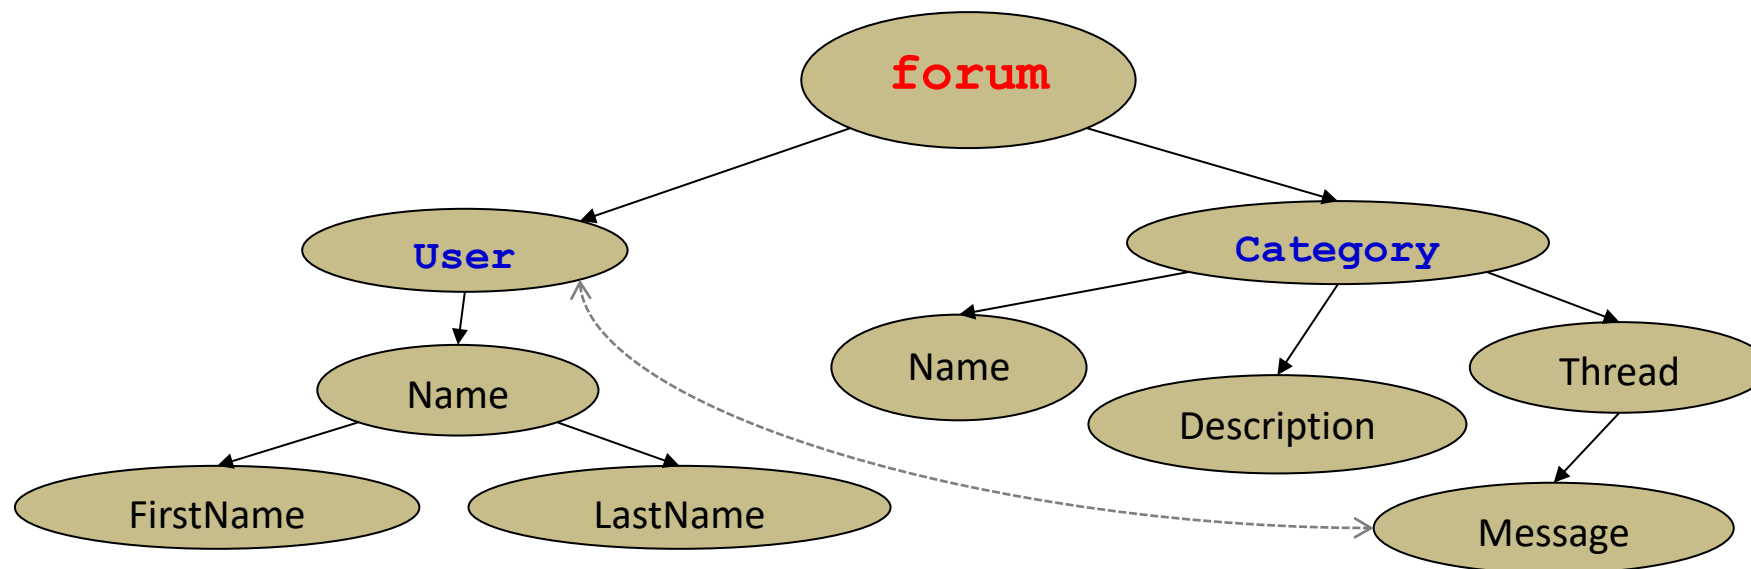 forum
User
Category
Name
Name
Description
Thread
FirstName
LastName
Message